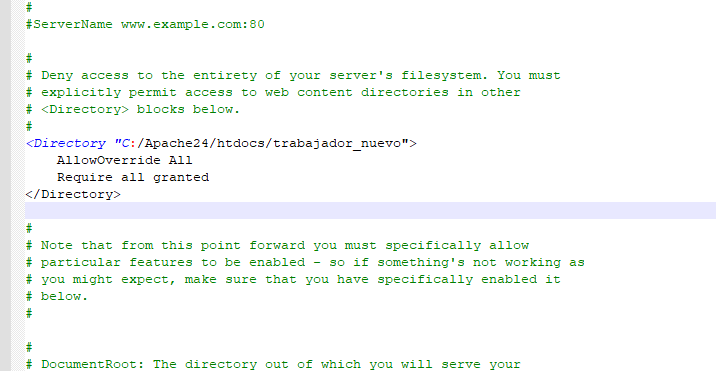 #
#ServerName www.example.com:80
#
# Deny access to the entirety of your server's filesystem. You must
# explicitly permit access to web content directories in other
# <Directory> blocks below.
#
<Directory "C:/Apache24/htdocs/trabajador_nuevo">
    AllowOverride All
    Require all granted
</Directory>
#
# Note that from this point forward you must specifically allow
# particular features to be enabled - so if something's not working as
# you might expect, make sure that you have specifically enabled it
# below.
#
#
# DocumentRoot: The directory out of which you will serve your